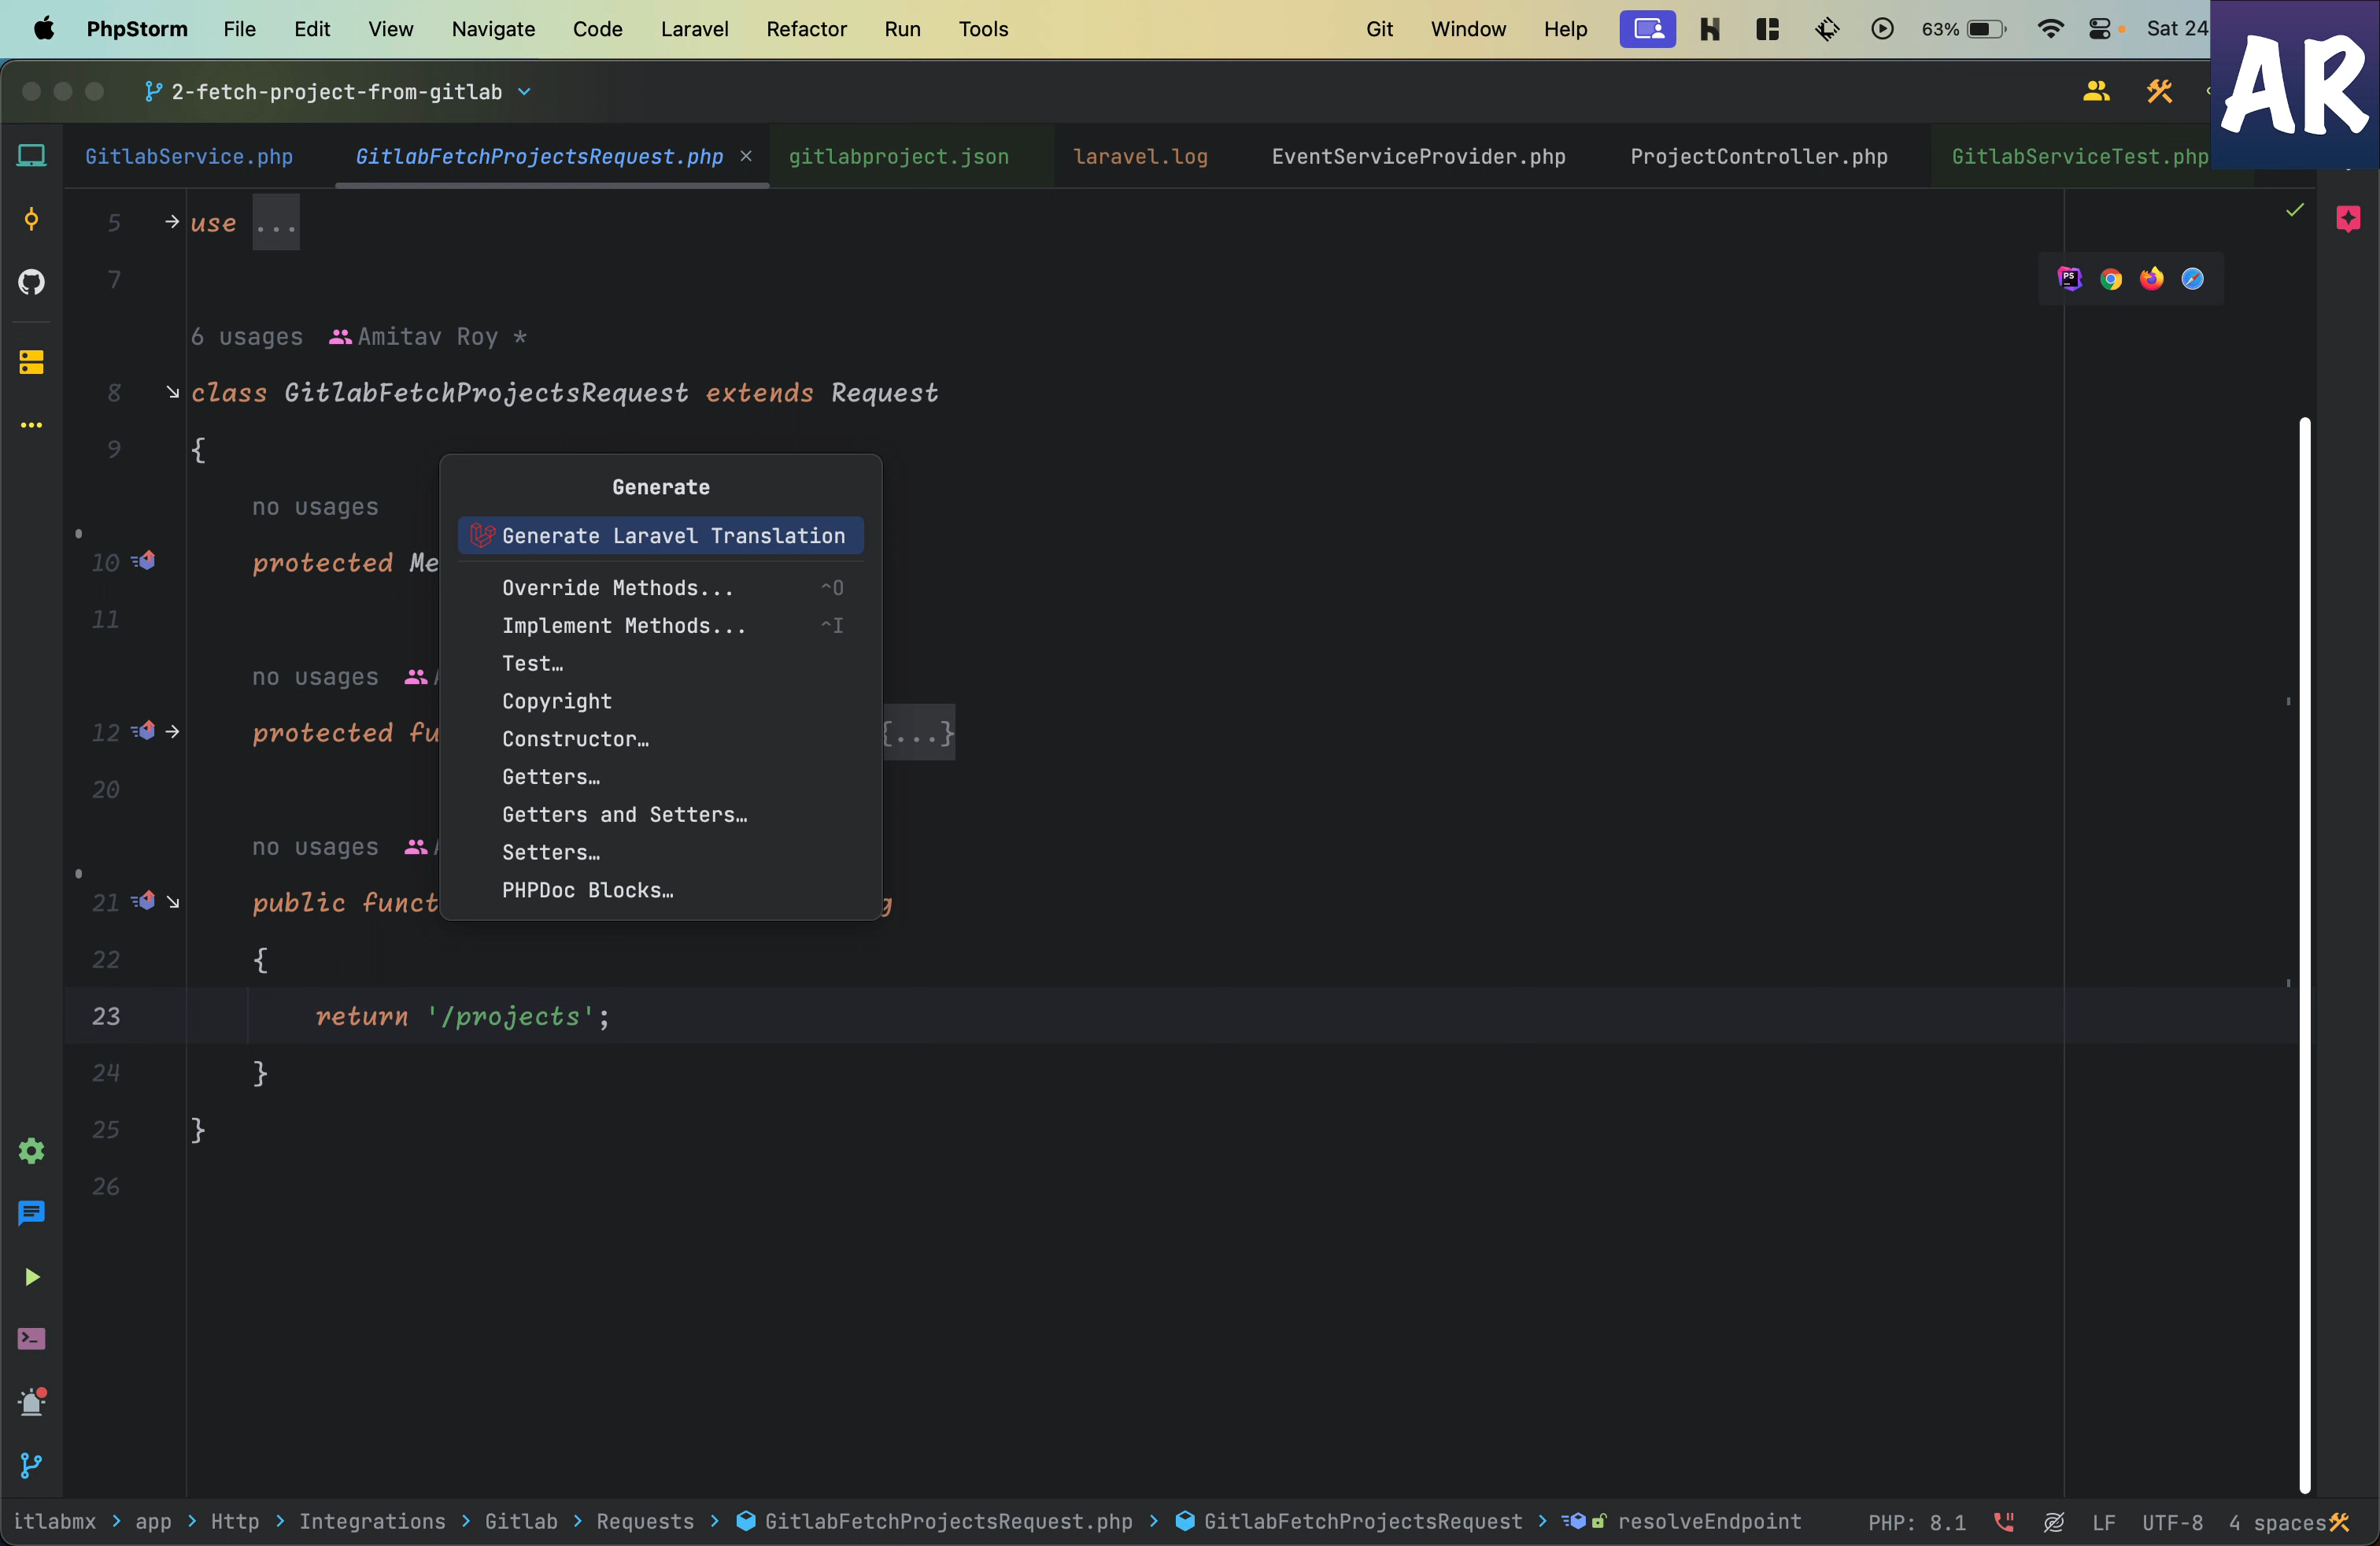 PhpStorm File Edit View Navigate Code Laravel Refactor Run Tools Git Window Help 63% Sat 24
AR
2-fetch-project-from-gitlab
GitlabService.php GitlabFetchProjectsRequest.php gitlabproject.json laravel.log EventServiceProvider.php ProjectController.php GitlabServiceTest.php
5 use ...
7
6 usages Amitav Roy *
8 class GitlabFetchProjectsRequest extends Request
9 {
no usages
10 protected Me
11
no usages
12 protected fu {...}
20
no usages
21 public funct g
22 {
23 return '/projects';
24 }
25 }
26
Generate
Generate Laravel Translation
Override Methods... ^O
Implement Methods... ^I
Test…
Copyright
Constructor…
Getters…
Getters and Setters…
Setters…
PHPDoc Blocks…
itlabmx > app > Http > Integrations > Gitlab > Requests > GitlabFetchProjectsRequest.php > GitlabFetchProjectsRequest > resolveEndpoint PHP: 8.1 LF UTF-8 4 spaces